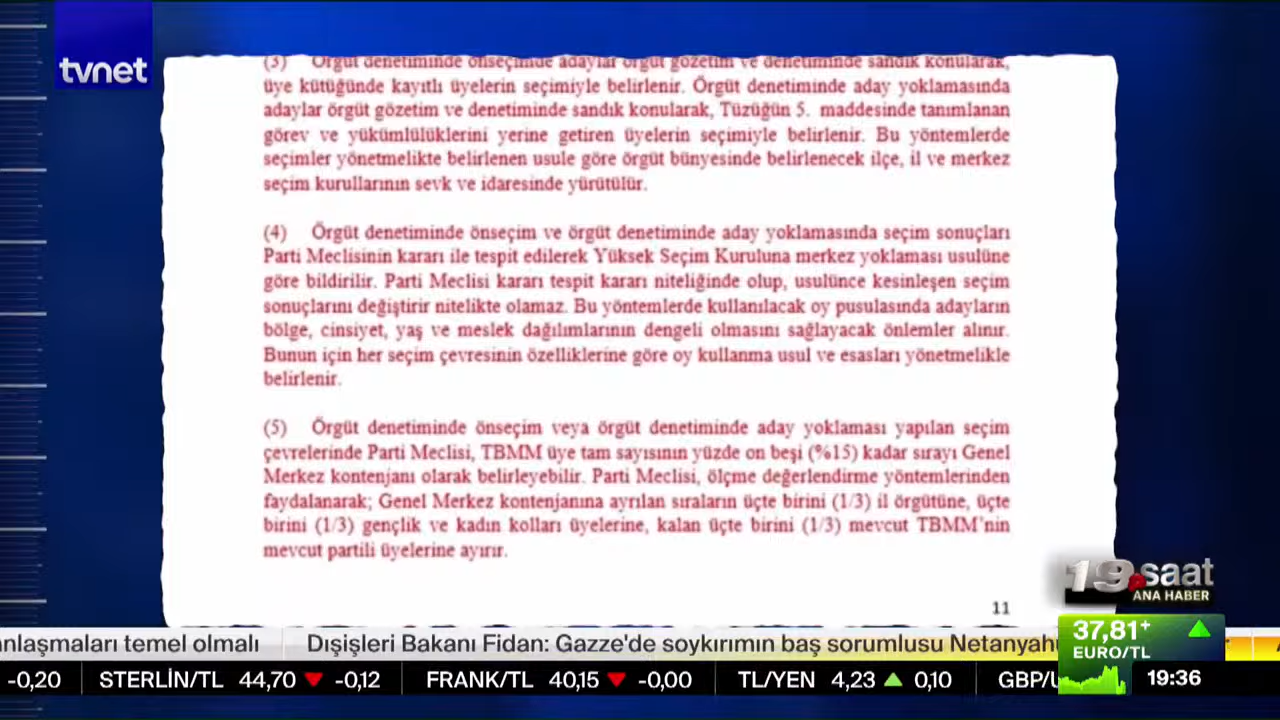 tvnet
(3) Örgüt denetiminde önseçimde adaylar örgüt gözetim ve denetiminde sandık konularak,
üye kütüğünde kayıtlı üyelerin seçimiyle belirlenir. Örgüt denetiminde aday yoklamasında
adaylar örgüt gözetim ve denetiminde sandık konularak, Tüzüğün 5. maddesinde tanımlanan
görev ve yükümlülüklerini yerine getiren üyelerin seçimiyle belirlenir. Bu yöntemlerde
seçimler yönetmelikte belirlenen usule göre örgüt bünyesinde belirlenecek ilçe, il ve merkez
seçim kurullarının sevk ve idaresinde yürütülür.
(4) Örgüt denetiminde önseçim ve örgüt denetiminde aday yoklamasında seçim sonuçları
Parti Meclisinin kararı ile tespit edilerek Yüksek Seçim Kuruluna merkez yoklaması usulüne
göre bildirilir. Parti Meclisi kararı tespit kararı niteliğinde olup, usulünce kesinleşen seçim
sonuçlarını değiştirir nitelikte olamaz. Bu yöntemlerde kullanılacak oy pusulasında adayların
bölge, cinsiyet, yaş ve meslek dağılımlarının dengeli olmasını sağlayacak önlemler alınır.
Bunun için her seçim çevresinin özelliklerine göre oy kullanma usul ve esasları yönetmelikle
belirlenir.
(5) Örgüt denetiminde önseçim veya örgüt denetiminde aday yoklaması yapılan seçim
çevrelerinde Parti Meclisi, TBMM üye tam sayısının yüzde on beşi (%15) kadar sırayı Genel
Merkez kontenjanı olarak belirleyebilir. Parti Meclisi, ölçme değerlendirme yöntemlerinden
faydalanarak; Genel Merkez kontenjanına ayrılan sıraların üçte birini (1/3) il örgütüne, üçte
birini (1/3) gençlik ve kadın kolları üyelerine, kalan üçte birini (1/3) mevcut TBMM'nin
mevcut partili üyelerine ayırır.
11
19 saat
ANA HABER
37,81+
EURO/TL
nlaşmaları temel olmalı Dışişleri Bakanı Fidan: Gazze'de soykırımın baş sorumlusu Netanyah
-0,20 STERLİN/TL 44,70 -0,12 FRANK/TL 40,15 -0,00 TL/YEN 4,23 0,10 GBP/U 19:36